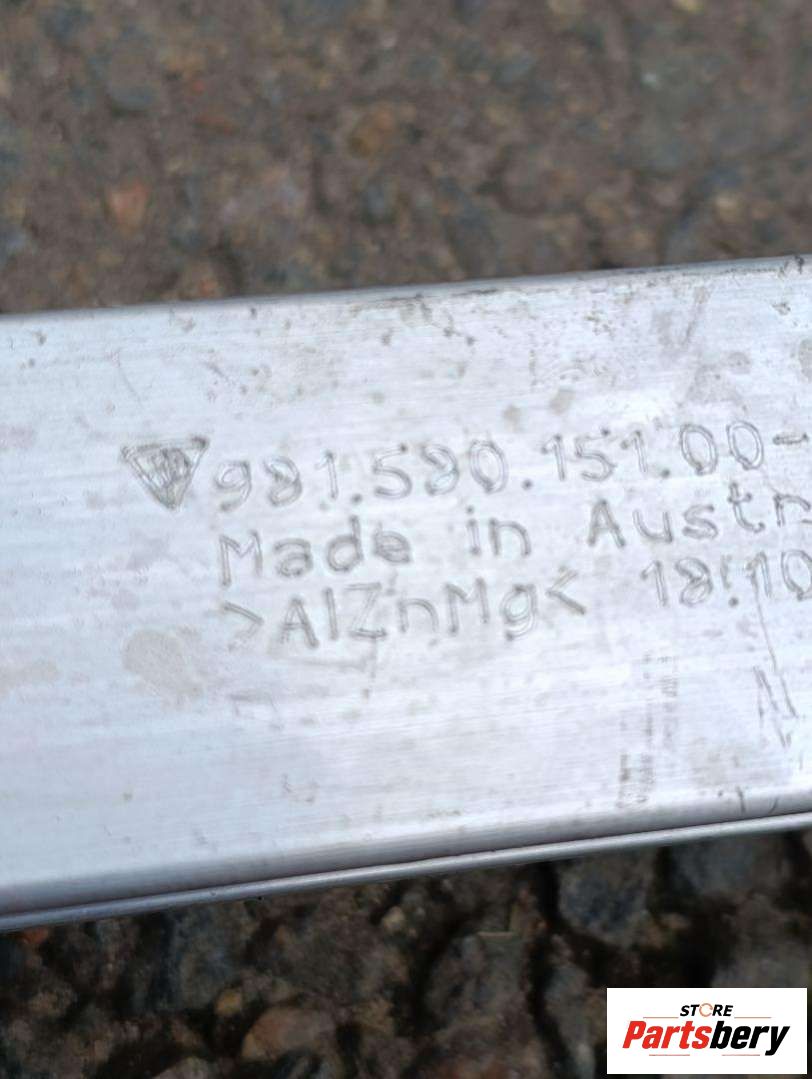 981.580.151.00-
Made in Austr
>AlZnMg< 18.10
STORE
Partsbery